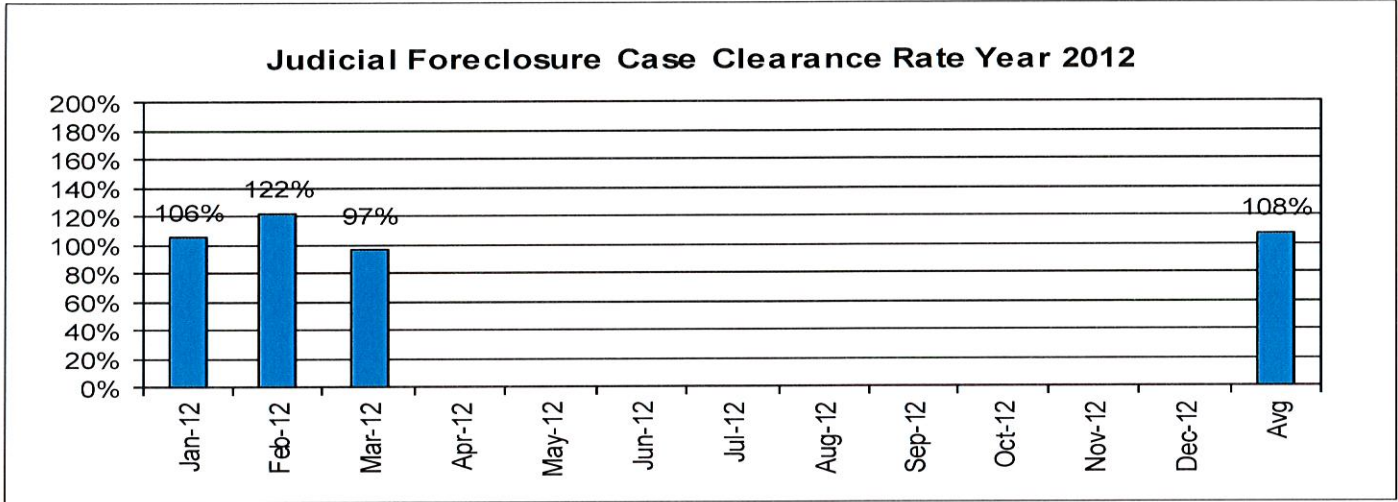 Judicial Foreclosure Case Clearance Rate Year 2012
200%
180%
160%
140%
120%
100%
80%
60%
40%
20%
0%
106%
122%
97%
108%
Jan-12
Feb-12
Mar-12
Apr-12
May-12
Jun-12
Jul-12
Aug-12
Sep-12
Oct-12
Nov-12
Dec-12
Avg